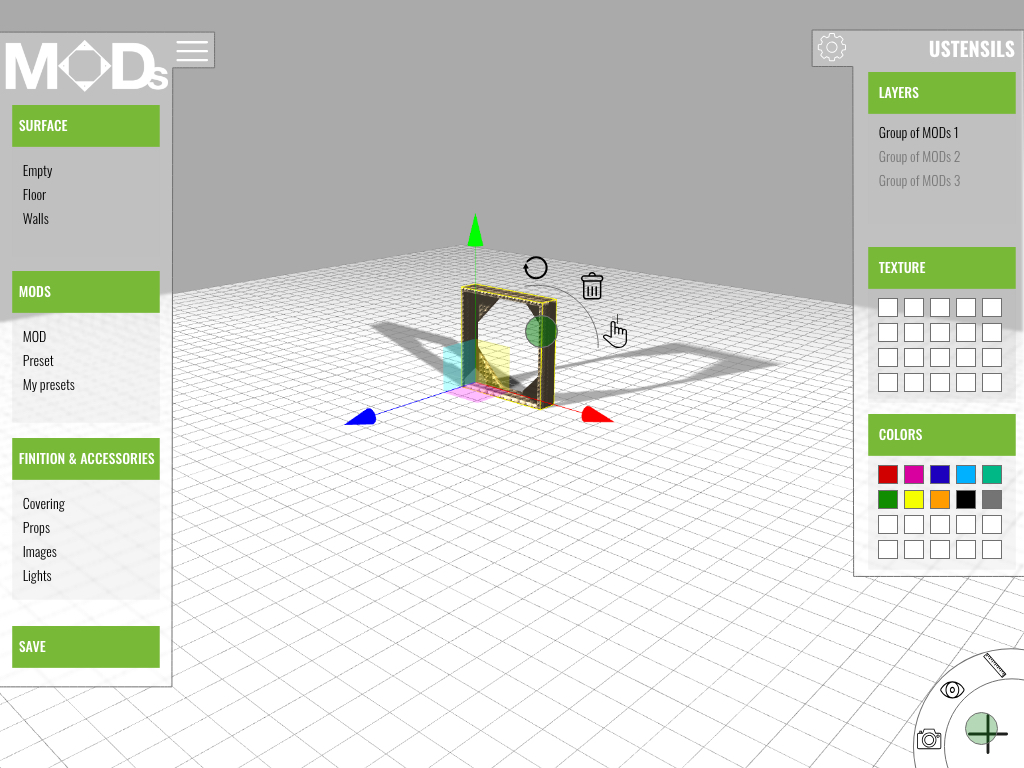 MODs
SURFACE
Empty
Floor
Walls
MODS
MOD
Preset
My presets
FINITION & ACCESSORIES
Covering
Props
Images
Lights
SAVE
USTENSILS
LAYERS
Group of MODs 1
Group of MODs 2
Group of MODs 3
TEXTURE
COLORS